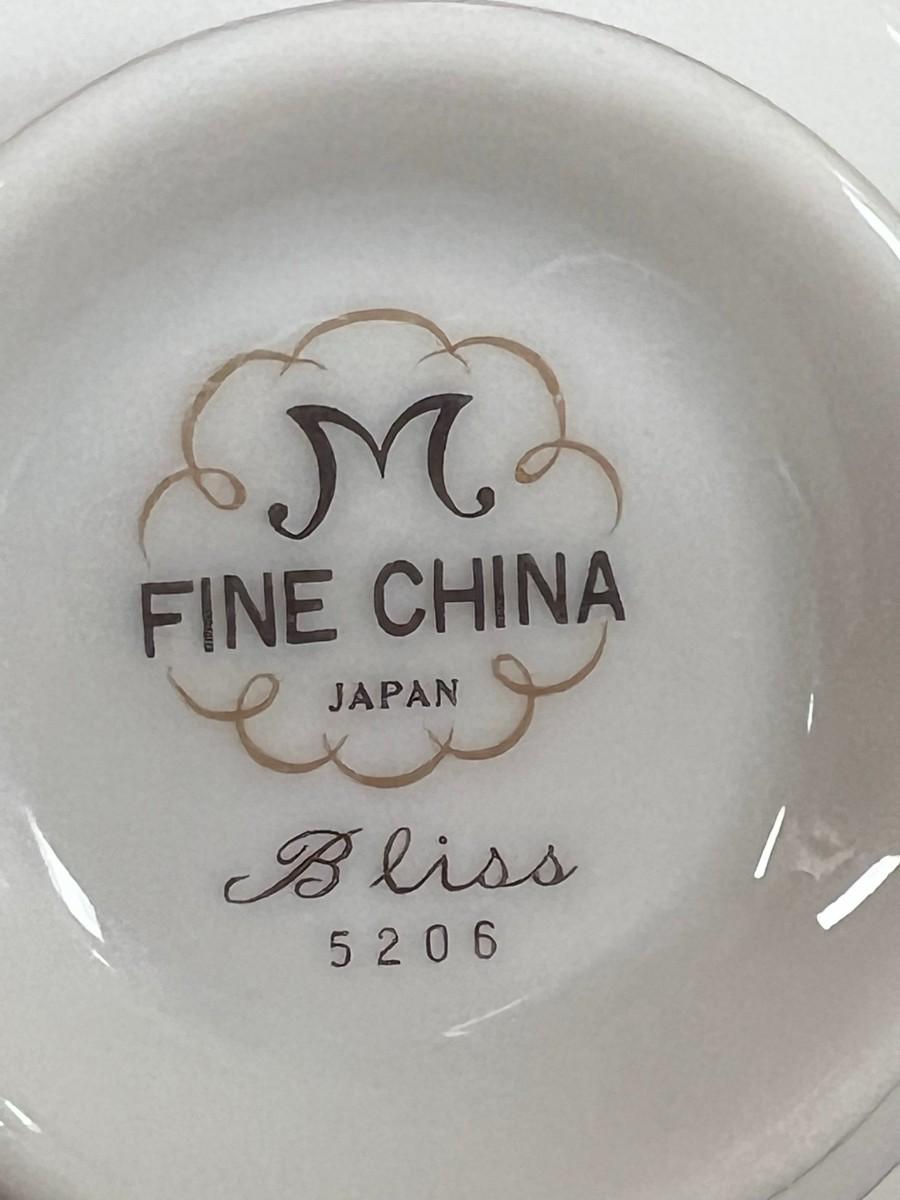 M
FINE CHINA
JAPAN
Bliss
5206